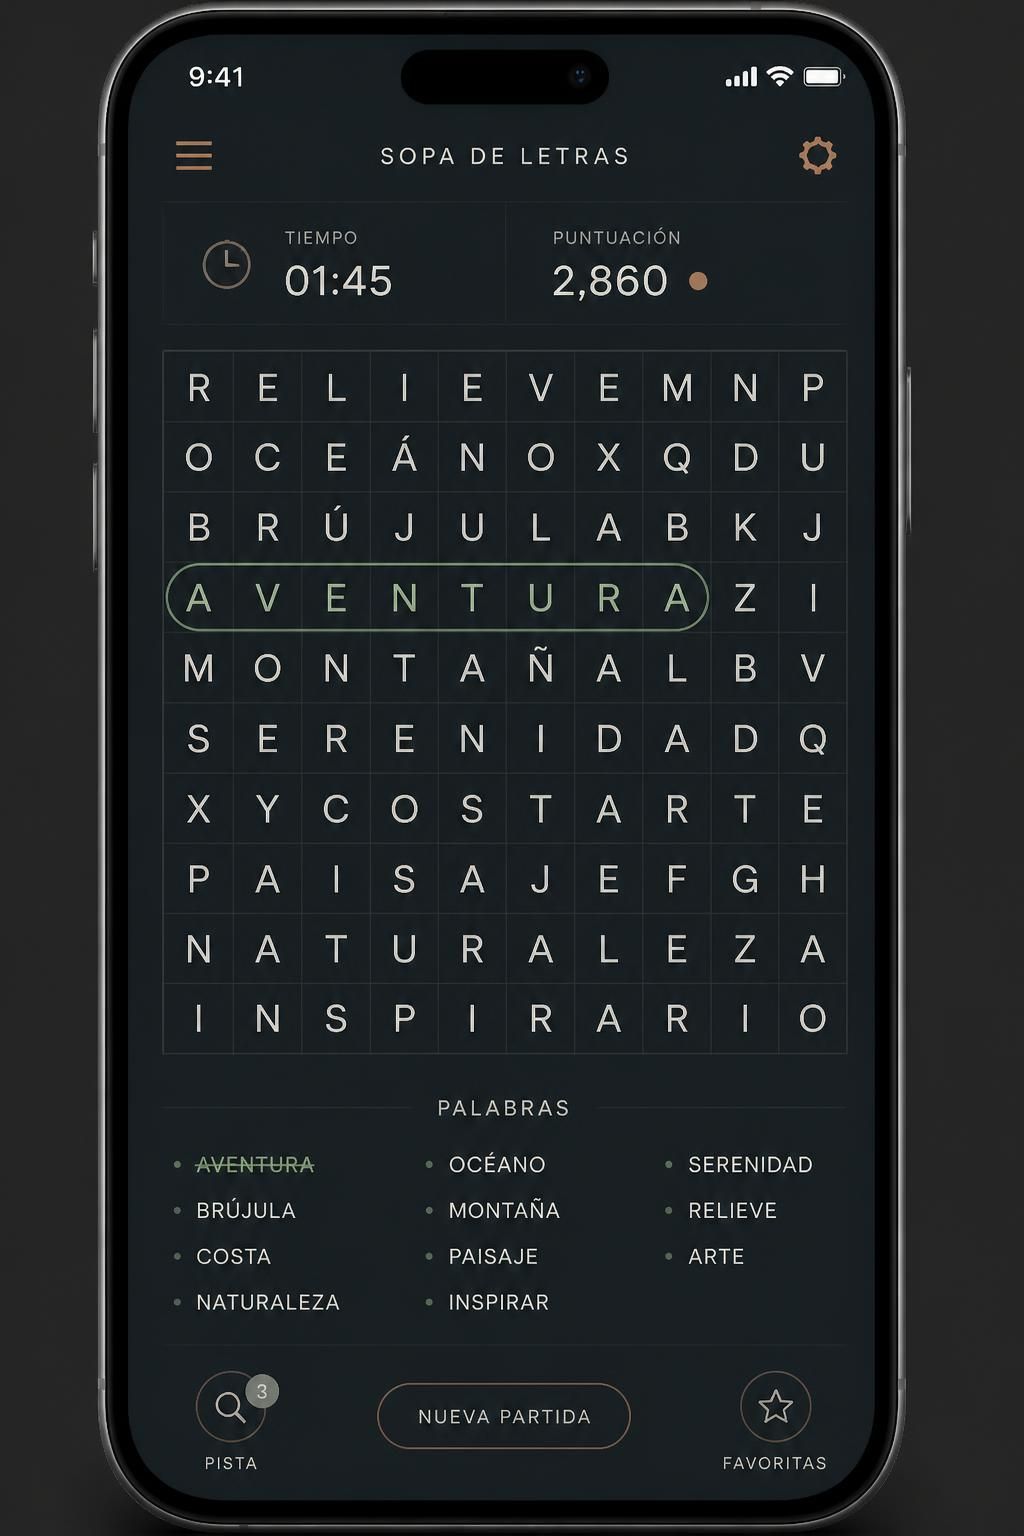 9:41
SOPA DE LETRAS
TIEMPO
01:45
PUNTUACIÓN
2,860
R E L I E V E M N P
O C E Á N O X Q D U
B R Ú J U L A B K J
A V E N T U R A Z I
M O N T A Ñ A L B V
S E R E N I D A D Q
X Y C O S T A R T E
P A I S A J E F G H
N A T U R A L E Z A
I N S P I R A R I O
PALABRAS
AVENTURA
BRÚJULA
COSTA
NATURALEZA
OCÉANO
MONTAÑA
PAISAJE
INSPIRAR
SERENIDAD
RELIEVE
ARTE
3
PISTA
NUEVA PARTIDA
FAVORITAS